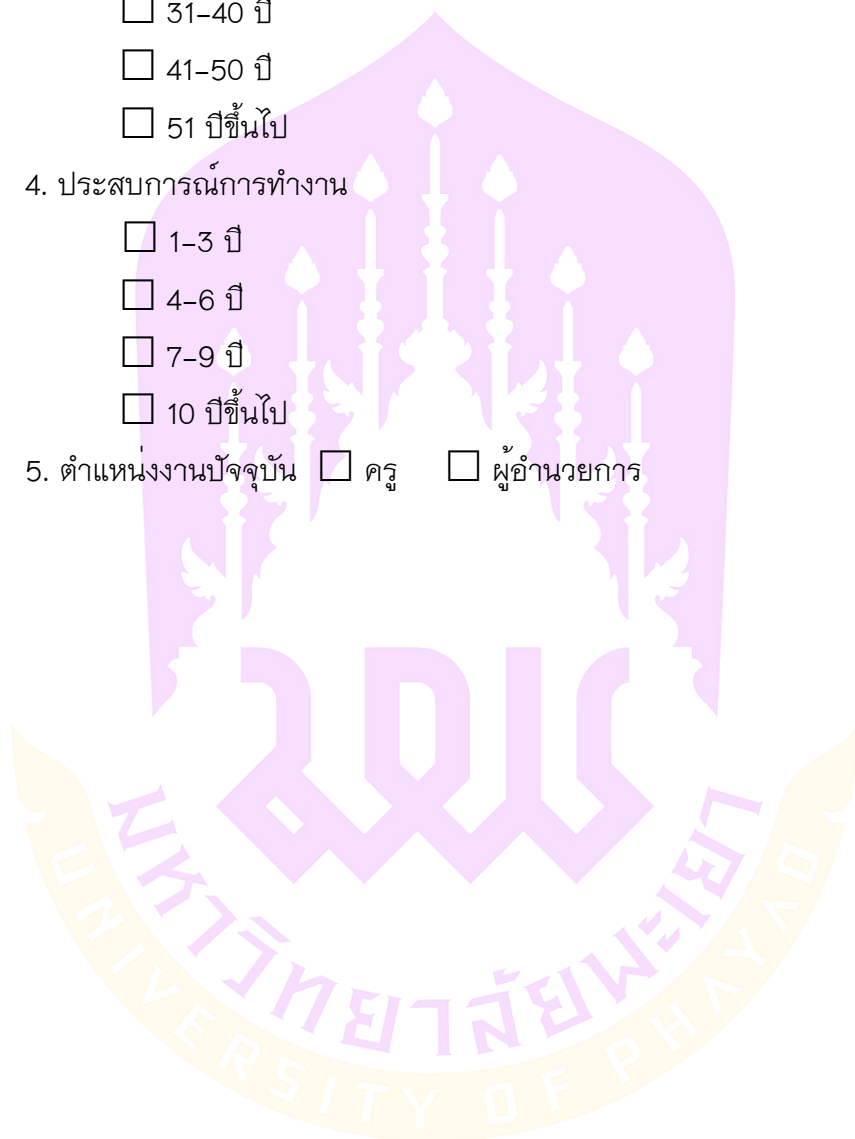 ☐ 31–40 ปี
☐ 41–50 ปี
☐ 51 ปีขึ้นไป
4. ประสบการณ์การทำงาน
☐ 1–3 ปี
☐ 4–6 ปี
☐ 7–9 ปี
☐ 10 ปีขึ้นไป
5. ตำแหน่งงานปัจจุบัน ☐ ครู ☐ ผู้อำนวยการ
มหาวิทยาลัยพะเยา
UNIVERSITY OF PHAYAO